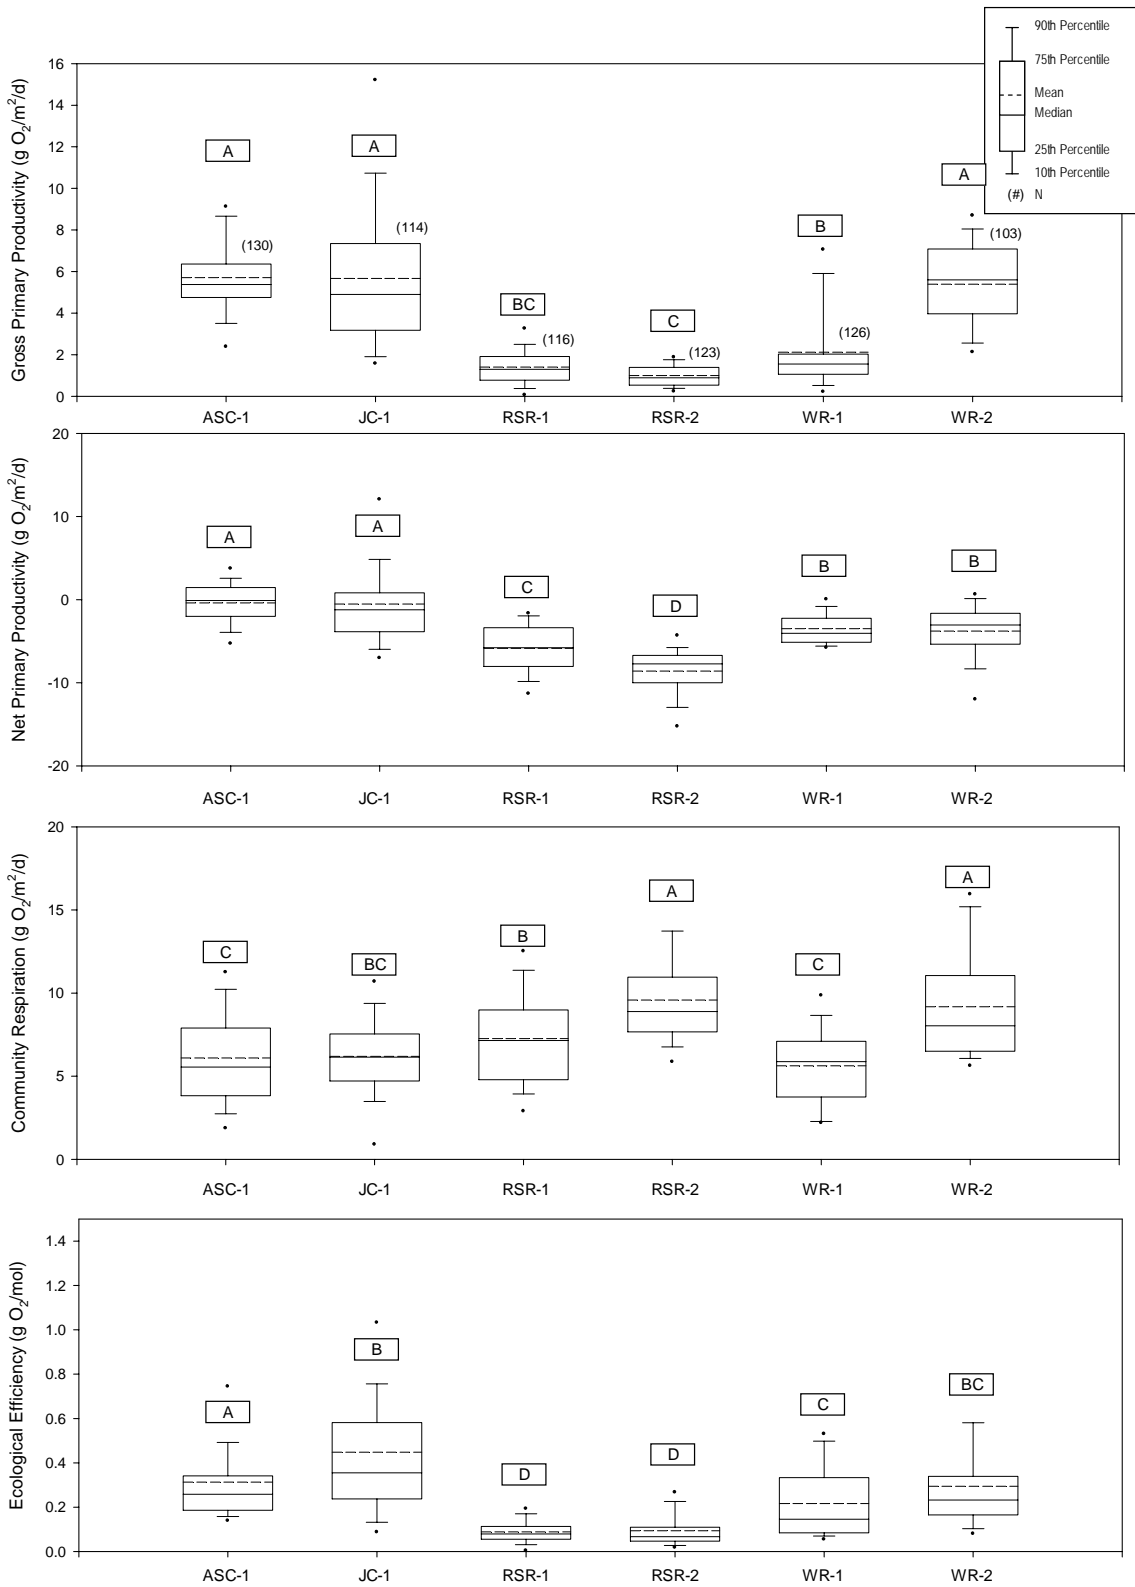 90th Percentile
75th Percentile
Mean
Median
25th Percentile
10th Percentile
(#) N
Gross Primary Productivity (g O2/m2/d)
16
14
12
10
8
6
4
2
0
A
A
A
B
BC
C
(130)
(114)
(116)
(123)
(126)
(103)
ASC-1 JC-1 RSR-1 RSR-2 WR-1 WR-2
Net Primary Productivity (g O2/m2/d)
20
10
0
-10
-20
A
A
C
D
B
B
ASC-1 JC-1 RSR-1 RSR-2 WR-1 WR-2
Community Respiration (g O2/m2/d)
20
15
10
5
0
C
BC
B
A
C
A
ASC-1 JC-1 RSR-1 RSR-2 WR-1 WR-2
Ecological Efficiency (g O2/mol)
1.4
1.2
1.0
0.8
0.6
0.4
0.2
0.0
A
B
D
D
C
BC
ASC-1 JC-1 RSR-1 RSR-2 WR-1 WR-2